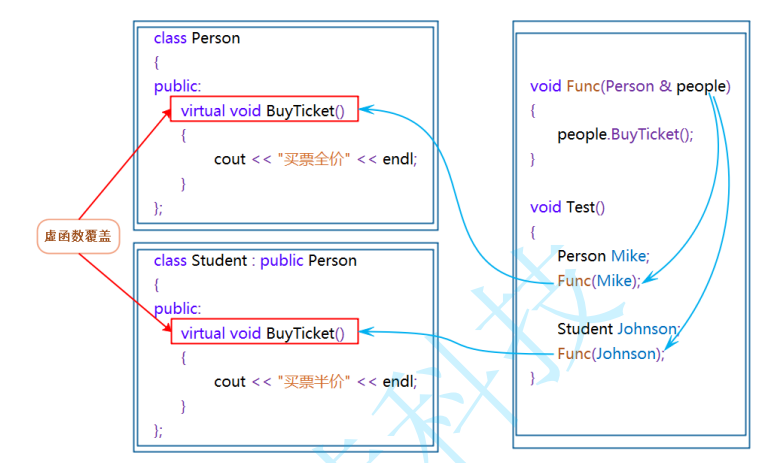 class Person
{
public:
virtual void BuyTicket()
{
cout << "买票全价" << endl;
}
};
虚函数覆盖
class Student : public Person
{
public:
virtual void BuyTicket()
{
cout << "买票半价" << endl;
}
};
void Func(Person & people)
{
people.BuyTicket();
}
void Test()
{
Person Mike;
Func(Mike);
Student Johnson;
Func(Johnson);
}
科技